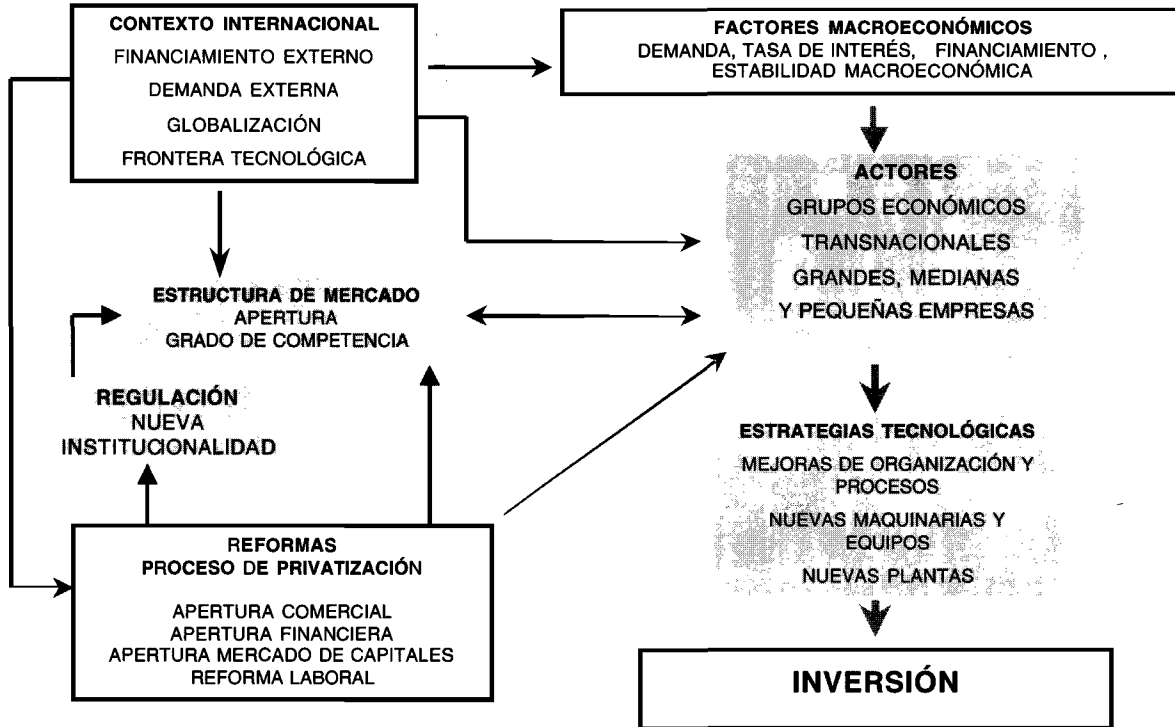 CONTEXTO INTERNACIONAL
FINANCIAMIENTO EXTERNO
DEMANDA EXTERNA
GLOBALIZACIÓN
FRONTERA TECNOLÓGICA
FACTORES MACROECONÓMICOS
DEMANDA, TASA DE INTERÉS, FINANCIAMIENTO ,
ESTABILIDAD MACROECONÓMICA
ACTORES
GRUPOS ECONÓMICOS
TRANSNACIONALES
GRANDES, MEDIANAS
Y PEQUEÑAS EMPRESAS
ESTRUCTURA DE MERCADO
APERTURA
GRADO DE COMPETENCIA
REGULACIÓN
NUEVA
INSTITUCIONALIDAD
ESTRATEGIAS TECNOLÓGICAS
MEJORAS DE ORGANIZACIÓN Y
PROCESOS
NUEVAS MAQUINARIAS Y
EQUIPOS
NUEVAS PLANTAS
REFORMAS
PROCESO DE PRIVATIZACIÓN
APERTURA COMERCIAL
APERTURA FINANCIERA
APERTURA MERCADO DE CAPITALES
REFORMA LABORAL
INVERSIÓN